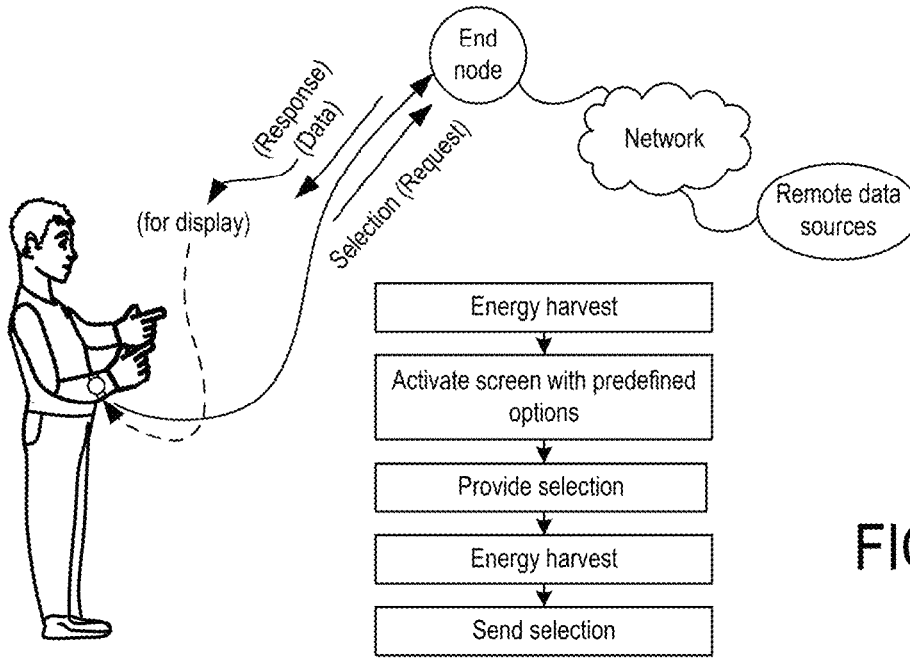 End
node
(Response)
(Data)
Network
Selection (Request)
Remote data
sources
(for display)
Energy harvest
Activate screen with predefined
options
Provide selection
Energy harvest
Send selection